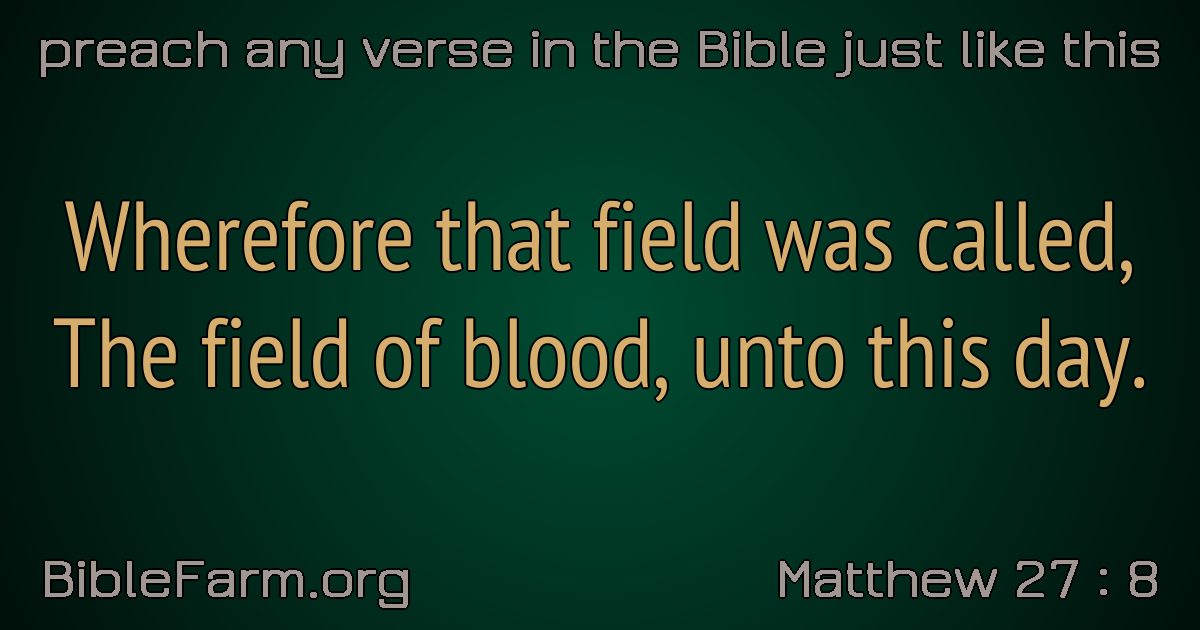 preach any verse in the Bible just like this
Wherefore that field was called,
The field of blood, unto this day.
BibleFarm.org
Matthew 27 : 8